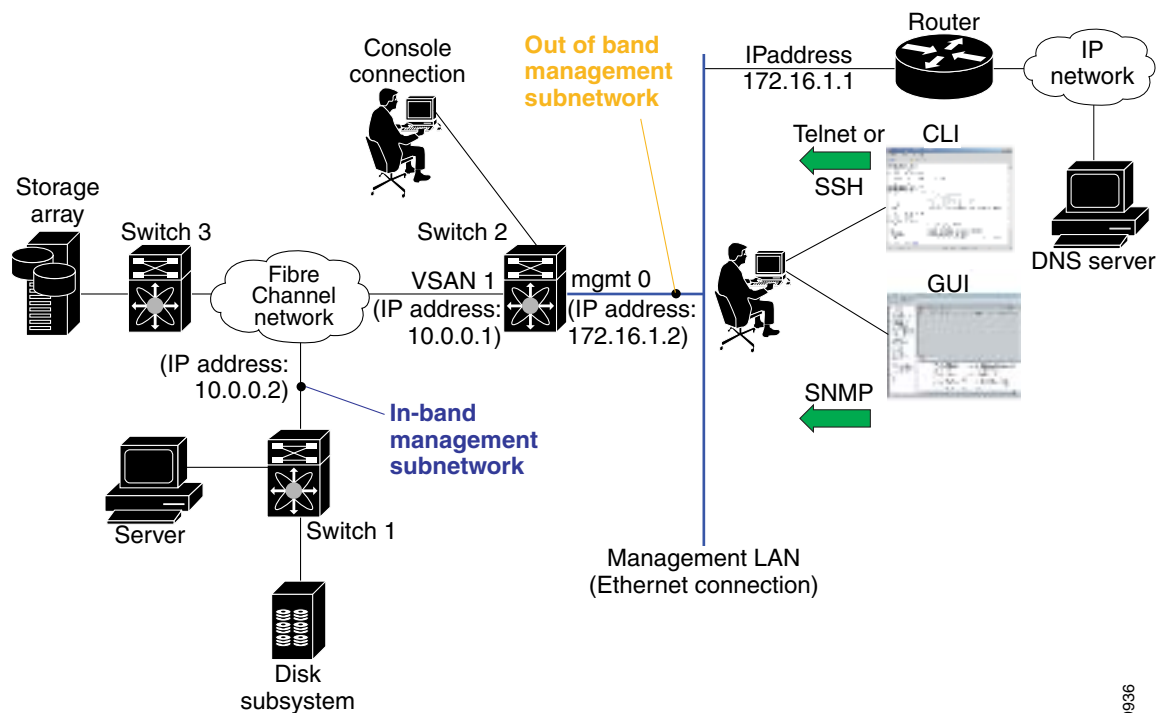 Router
Console
connection
Out of band
management
subnetwork
IPaddress
172.16.1.1
IP
network
Telnet or
SSH
CLI
DNS server
Storage
array
Switch 3
Switch 2
Fibre
Channel
network
VSAN 1
(IP address:
10.0.0.1)
mgmt 0
(IP address:
172.16.1.2)
GUI
(IP address:
10.0.0.2)
In-band
management
subnetwork
SNMP
Server
Switch 1
Management LAN
(Ethernet connection)
Disk
subsystem